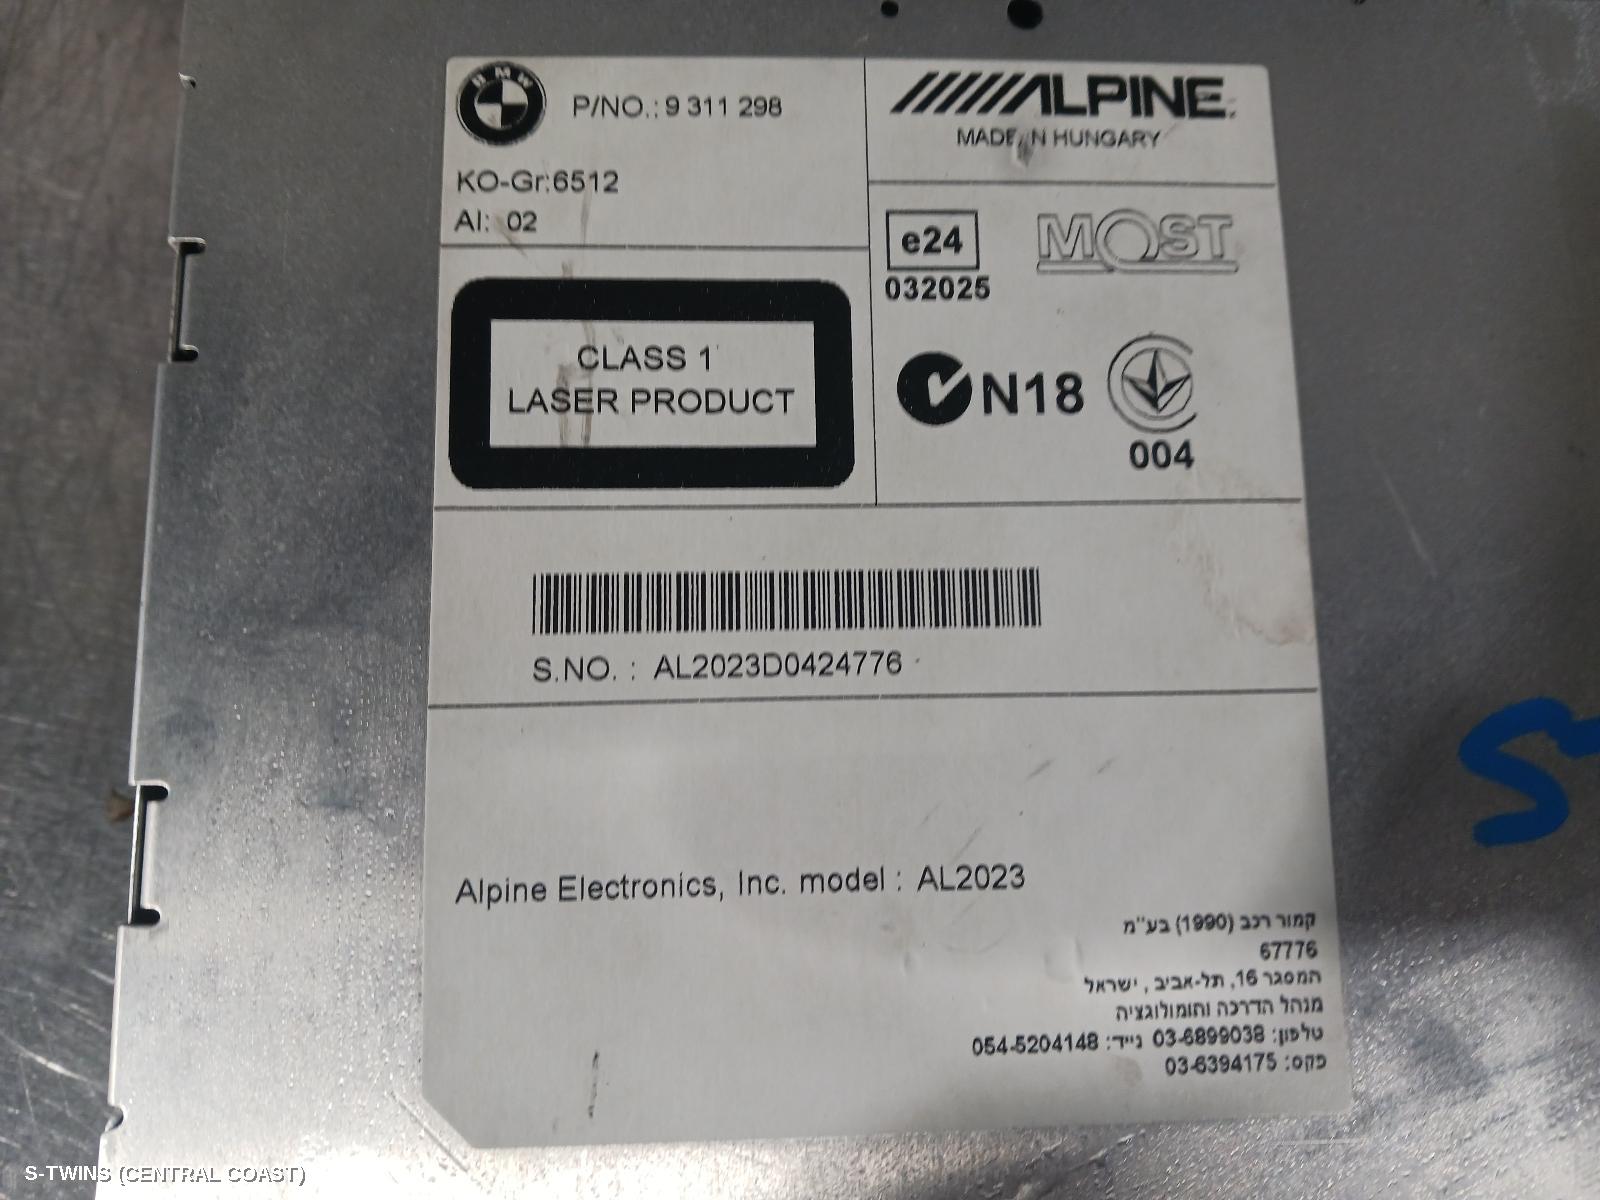 BMW
P/NO.: 9 311 298
KO-Gr:6512
AI: 02
ALPINE
MADE IN HUNGARY
e24
032025
MOST
N18
004
CLASS 1
LASER PRODUCT
S.NO. : AL2023D0424776
Alpine Electronics, Inc. model : AL2023
קמור רכב (1990) בע"מ
67776
המסגר 16, תל-אביב , ישראל
מנהל הדרכה והומולוגציה
טלפון: 03-6899038 נייד: 054-5204148
פקס: 03-6394175
S-TWINS (CENTRAL COAST)